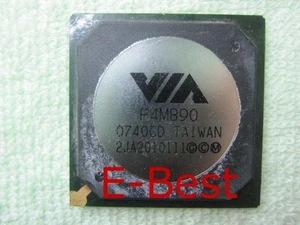 VIA
P4M890
0740CD TAIWAN
2JA2010111©©Ⓜ
E-Best